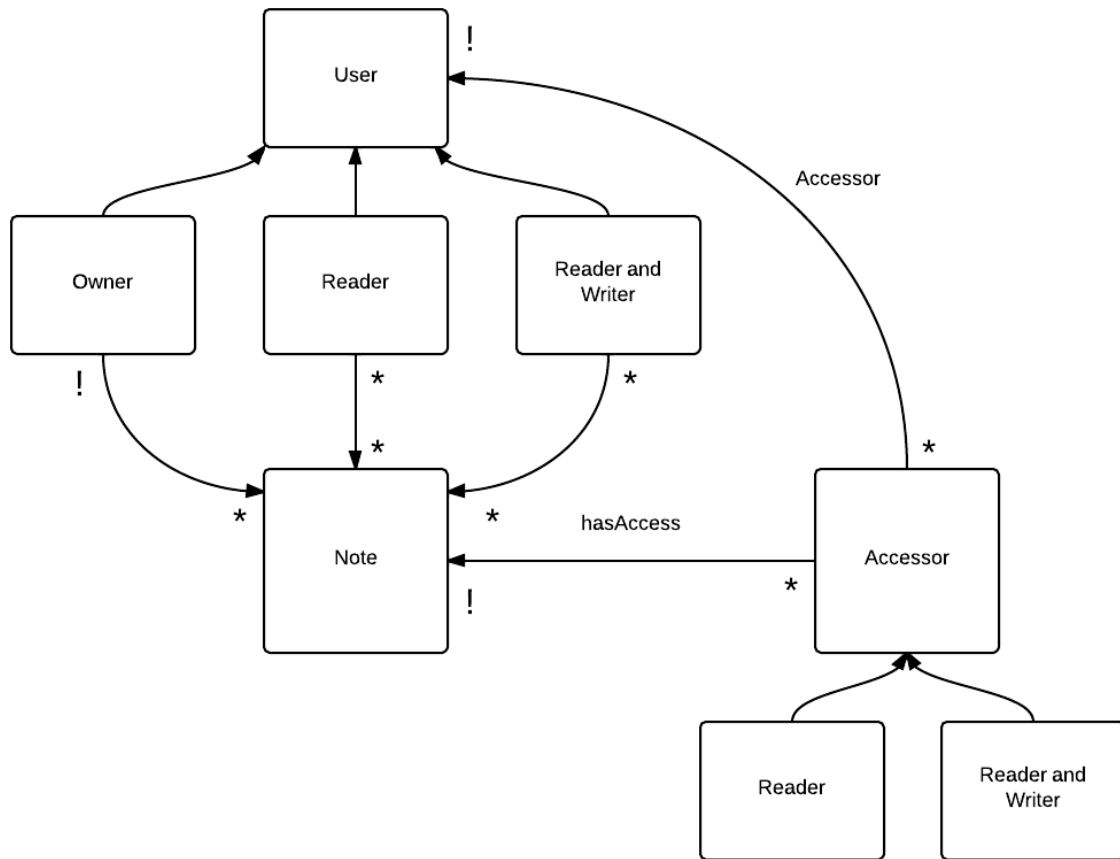 !
User
Accessor
Owner
Reader
Reader and
Writer
!
*
*
*
*
*
*
*
hasAccess
Note
Accessor
!
*
Reader
Reader and
Writer